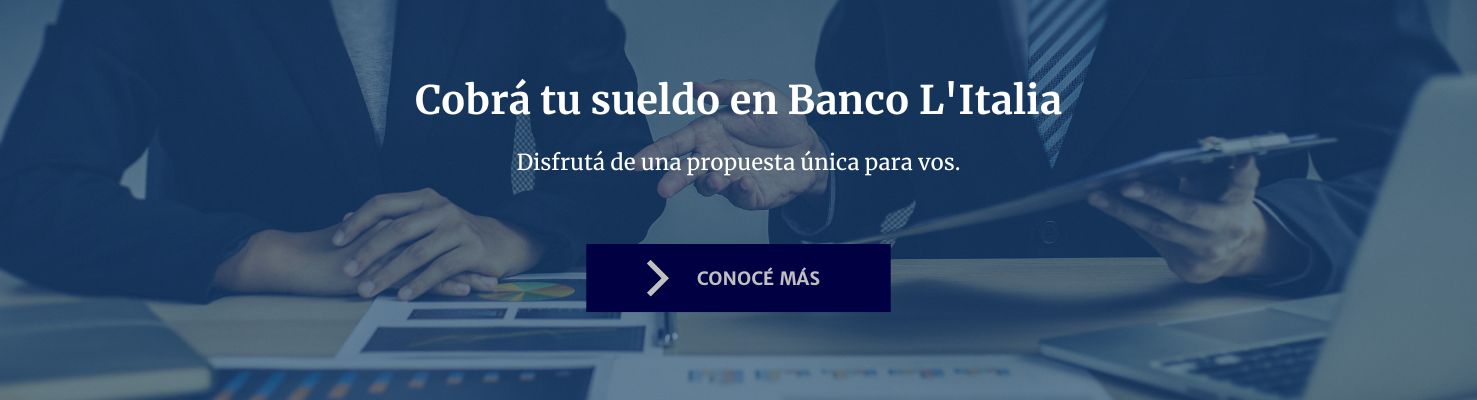 Cobrá tu sueldo en Banco L'Italia
Disfrutá de una propuesta única para vos.
CONOCÉ MÁS